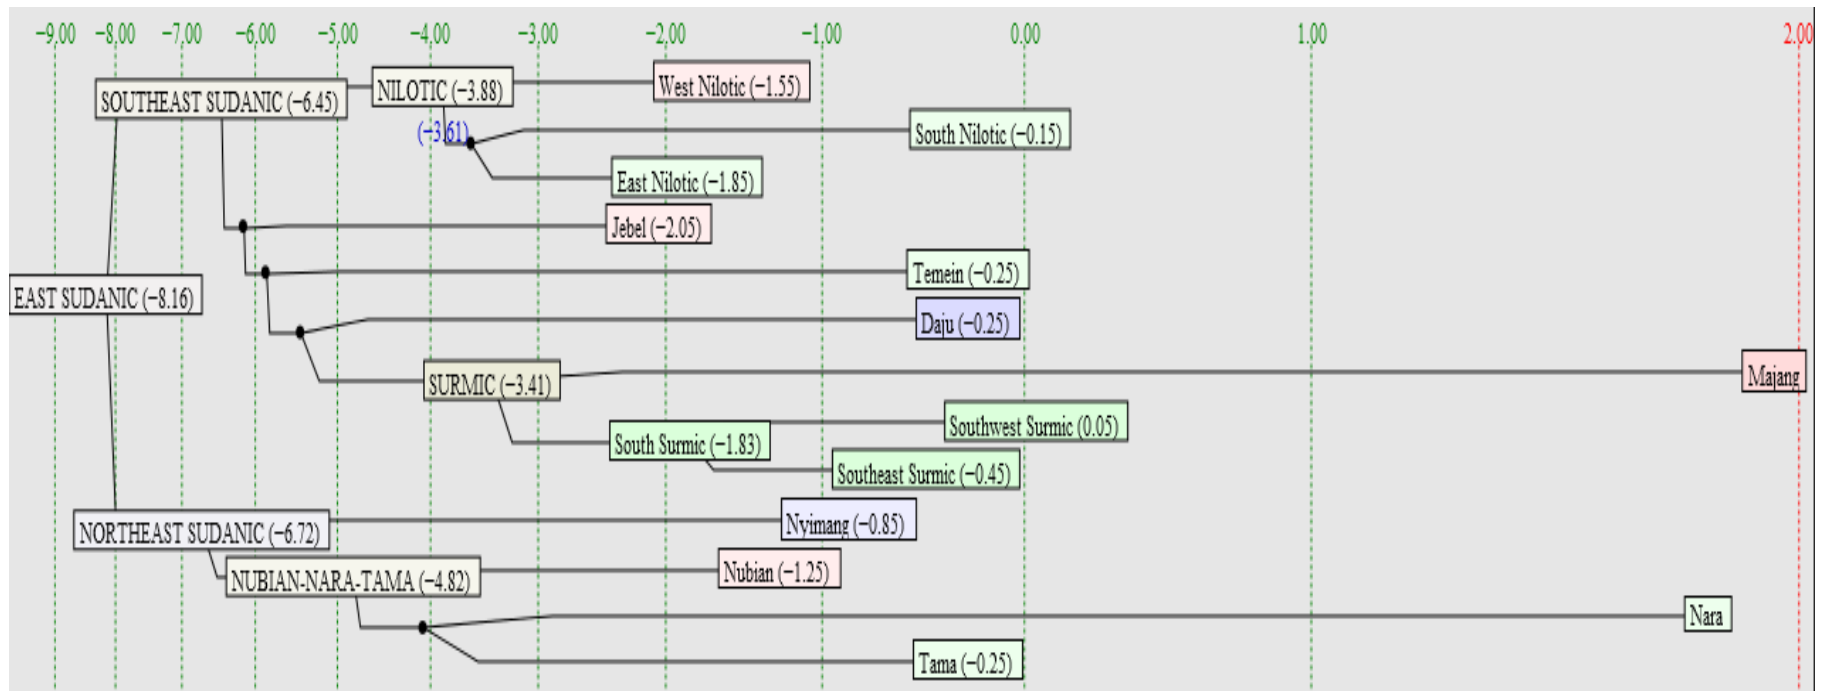 −9.00 −8.00 −7.00 −6.00 −5.00 −4.00 −3.00 −2.00 −1.00 0.00 1.00 2.00
SOUTHEAST SUDANIC (−6.45)
NILOTIC (−3.88)
West Nilotic (−1.55)
(−3.61)
South Nilotic (−0.15)
East Nilotic (−1.85)
Jebel (−2.05)
Temein (−0.25)
EAST SUDANIC (−8.16)
Daju (−0.25)
SURMIC (−3.41)
Majang
Southwest Surmic (0.05)
South Surmic (−1.83)
Southeast Surmic (−0.45)
NORTHEAST SUDANIC (−6.72)
Nyimang (−0.85)
NUBIAN-NARA-TAMA (−4.82)
Nubian (−1.25)
Nara
Tama (−0.25)